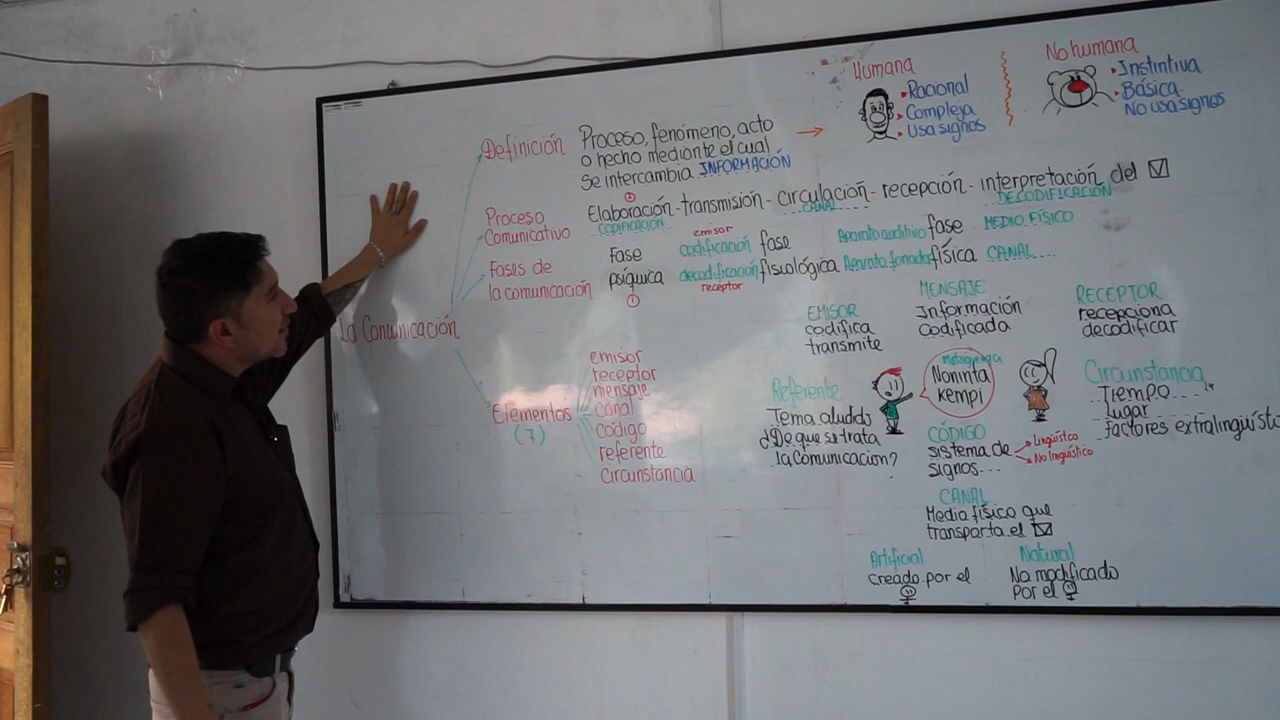 La Comunicación
Definición
Proceso, fenómeno, acto
o hecho mediante el cual
se intercambia INFORMACIÓN
Humana
Racional
Compleja
Usa signos
No humana
Instintiva
Básica
No usa signos
Proceso
Comunicativo
Elaboración - transmisión - circulación - recepción - interpretación del
CODIFICACIÓN
CANAL
DECODIFICACIÓN
Fases de
la comunicación
Fase
psíquica
emisor
codificación
decodificación
receptor
fase
fisiológica
Aparato auditivo
Aparato fonador
fase
física
MEDIO FÍSICO
CANAL
Elementos
(7)
emisor
receptor
mensaje
canal
código
referente
circunstancia
EMISOR
codifica
transmite
MENSAJE
Información
Codificada
RECEPTOR
recepciona
decodificar
Referente
Tema aludido
¿De que se trata
la Comunicación?
Noninta
kempi
Circunstancia
Tiempo
Lugar
factores
CÓDIGO
sistema de
signos...
Lingüístico
No lingüístico
CANAL
Medio físico que
transporta el
Artificial
creado por el
Natural
No modificado
por el